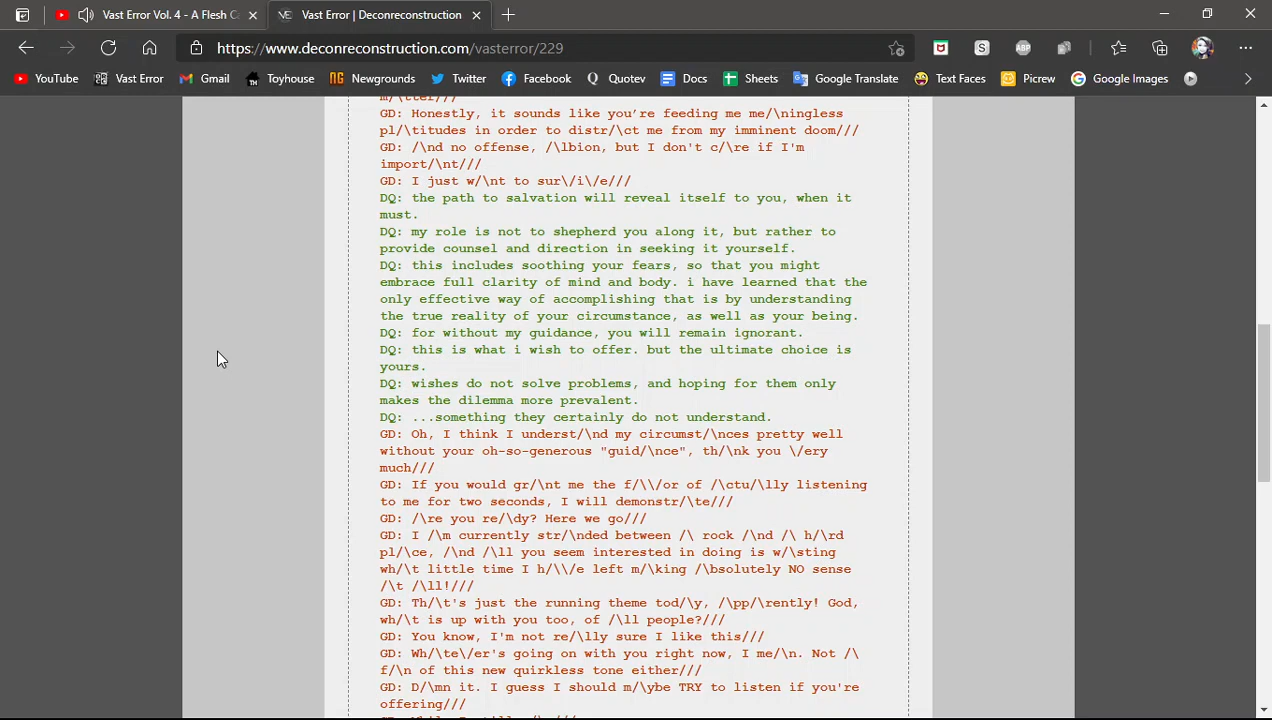 Vast Error Vol. 4 - A Flesh Ca
Vast Error | Deconreconstruction
https://www.deconreconstruction.com/vasterror/229
YouTube
Vast Error
Gmail
Toyhouse
Newgrounds
Twitter
Facebook
Quotev
Docs
Sheets
Google Translate
Text Faces
Picrew
Google Images
m/\tter///
GD: Honestly, it sounds like you’re feeding me me/\ningless
pl/\titudes in order to distr/\ct me from my imminent doom///
GD: /\nd no offense, /\lbion, but I don't c/\re if I'm
import/\nt///
GD: I just w/\nt to sur\/i\/e///
DQ: the path to salvation will reveal itself to you, when it
must.
DQ: my role is not to shepherd you along it, but rather to
provide counsel and direction in seeking it yourself.
DQ: this includes soothing your fears, so that you might
embrace full clarity of mind and body. i have learned that the
only effective way of accomplishing that is by understanding
the true reality of your circumstance, as well as your being.
DQ: for without my guidance, you will remain ignorant.
DQ: this is what i wish to offer. but the ultimate choice is
yours.
DQ: wishes do not solve problems, and hoping for them only
makes the dilemma more prevalent.
DQ: ...something they certainly do not understand.
GD: Oh, I think I underst/\nd my circumst/\nces pretty well
without your oh-so-generous "guid/\nce", th/\nk you \/ery
much///
GD: If you would gr/\nt me the f/\\/or of /\ctu/\lly listening
to me for two seconds, I will demonstr/\te///
GD: /\re you re/\dy? Here we go///
GD: I /\m currently str/\nded between /\ rock /\nd /\ h/\rd
pl/\ce, /\nd /\ll you seem interested in doing is w/\sting
wh/\t little time I h/\\/e left m/\king /\bsolutely NO sense
/\t /\ll!///
GD: Th/\t's just the running theme tod/\y, /\pp/\rently! God,
wh/\t is up with you too, of /\ll people?///
GD: You know, I'm not re/\lly sure I like this///
GD: Wh/\te\/er's going on with you right now, I me/\n. Not /\
f/\n of this new quirkless tone either///
GD: D/\mn it. I guess I should m/\ybe TRY to listen if you're
offering///